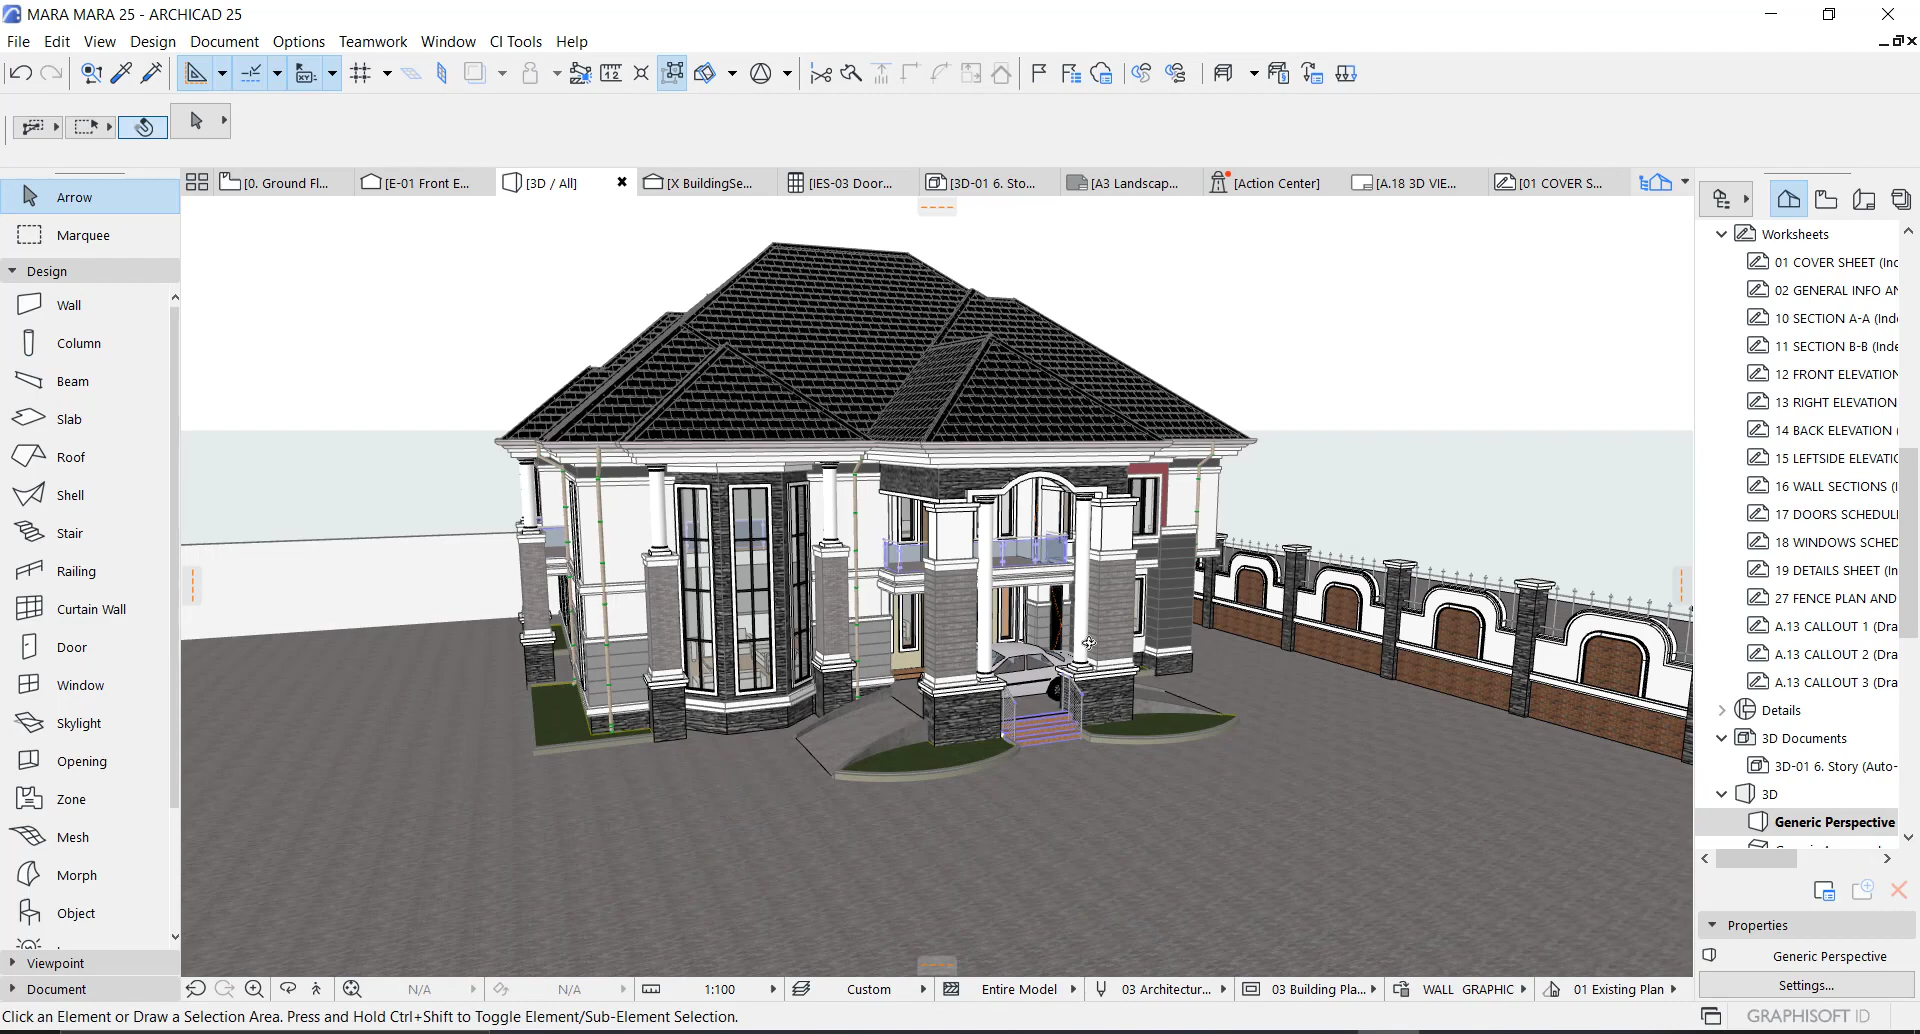 MARA MARA 25 - ARCHICAD 25
File Edit View Design Document Options Teamwork Window CI Tools Help
[0. Ground Fl... [E-01 Front E... [3D / All] [X BuildingSe... [IES-03 Door... [3D-01 6. Sto... [A3 Landscap... [Action Center] [A.18 3D VIE... [01 COVER S...
Arrow
Marquee
Design
Wall
Column
Beam
Slab
Roof
Shell
Stair
Railing
Curtain Wall
Door
Window
Skylight
Opening
Zone
Mesh
Morph
Object
Viewpoint
Document
Worksheets
01 COVER SHEET (Inc
02 GENERAL INFO AN
10 SECTION A-A (Inde
11 SECTION B-B (Inde
12 FRONT ELEVATION
13 RIGHT ELEVATION
14 BACK ELEVATION (
15 LEFTSIDE ELEVATIO
16 WALL SECTIONS (I
17 DOORS SCHEDUL
18 WINDOWS SCHED
19 DETAILS SHEET (In
27 FENCE PLAN AND
A.13 CALLOUT 1 (Dra
A.13 CALLOUT 2 (Dra
A.13 CALLOUT 3 (Dra
Details
3D Documents
3D-01 6. Story (Auto-
3D
Generic Perspective
Properties
Generic Perspective
Settings...
N/A N/A 1:100 Custom Entire Model 03 Architectur... 03 Building Pla... WALL GRAPHIC 01 Existing Plan
Click an Element or Draw a Selection Area. Press and Hold Ctrl+Shift to Toggle Element/Sub-Element Selection.
GRAPHISOFT ID